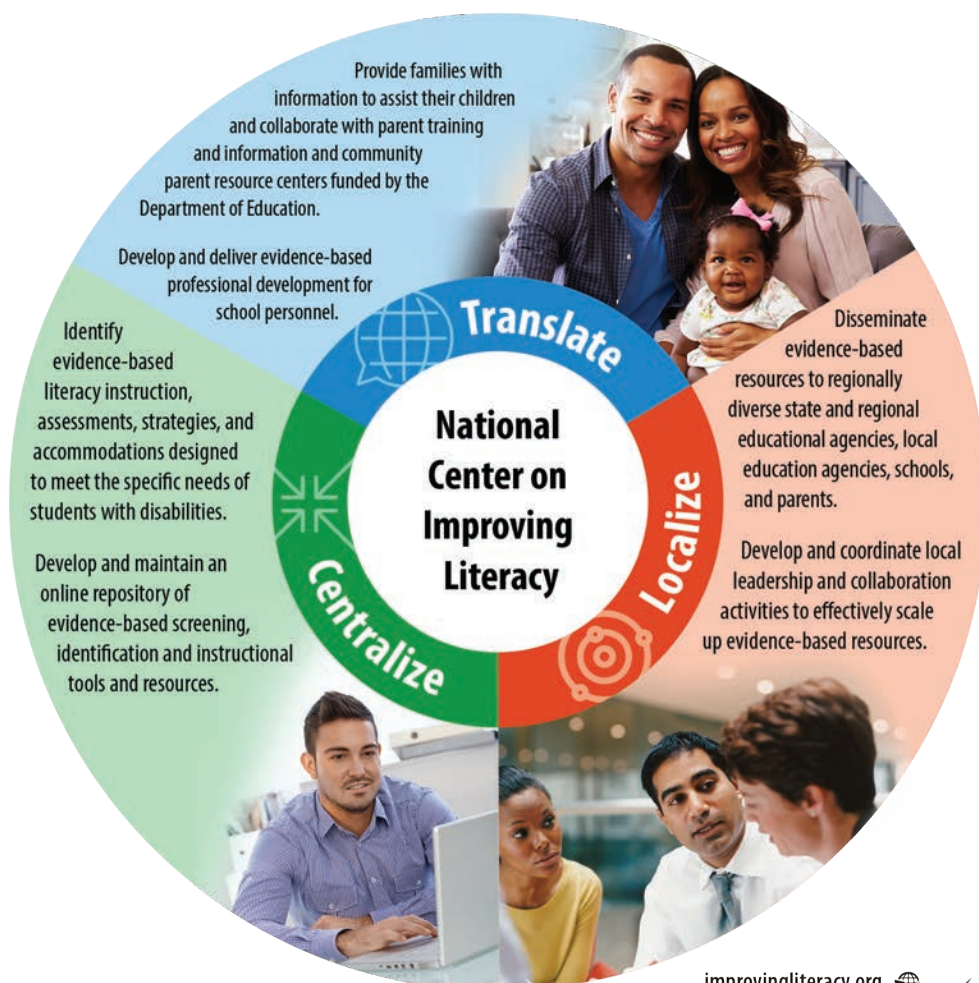 Provide families with
information to assist their children
and collaborate with parent training
and information and community
parent resource centers funded by the
Department of Education.
Develop and deliver evidence-based
professional development for
school personnel.
Translate
Identify
evidence-based
literacy instruction,
assessments, strategies, and
accommodations designed
to meet the specific needs of
students with disabilities.
Develop and maintain an
online repository of
evidence-based screening,
identification and instructional
tools and resources.
Centralize
National
Center on
Improving
Literacy
Localize
Disseminate
evidence-based
resources to regionally
diverse state and regional
educational agencies, local
education agencies, schools,
and parents.
Develop and coordinate local
leadership and collaboration
activities to effectively scale
up evidence-based resources.
improvingliteracy.org